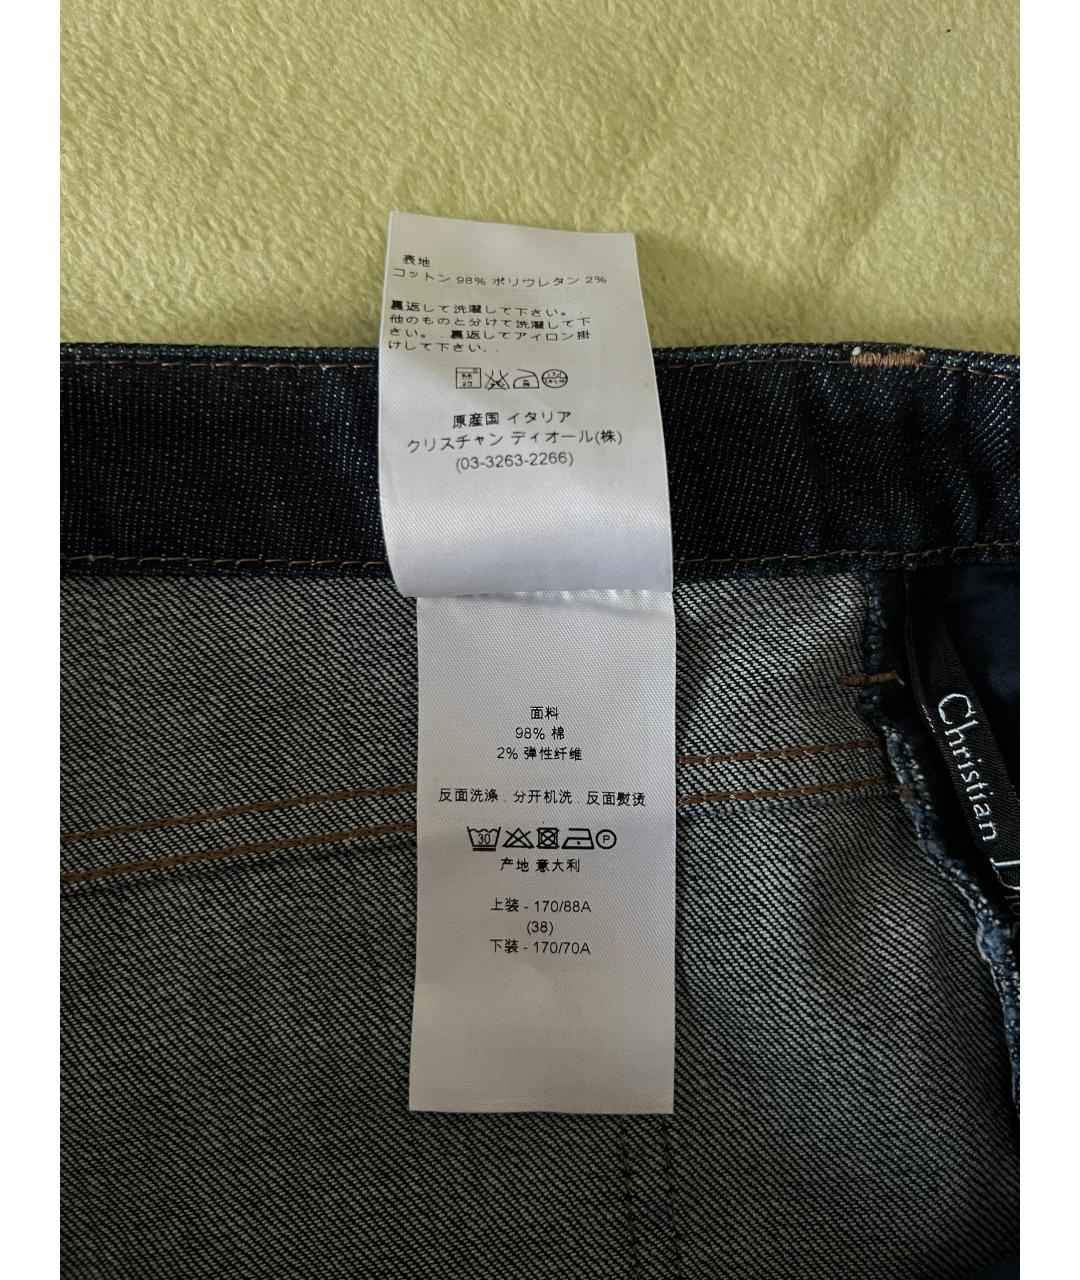 表地
コットン 98% ポリウレタン 2%
裏返して洗濯して下さい。
他のものと分けて洗濯して下
さい。 . 裏返してアイロン掛
けして下さい. .
原産国 イタリア
クリスチャン ディオール(株)
(03-3263-2266)
面料
98% 棉
2% 弹性纤维
反面洗涤 . 分开机洗 . 反面熨烫
30
P
产地 意大利
上装 - 170/88A
(38)
下装 - 170/70A
Christian